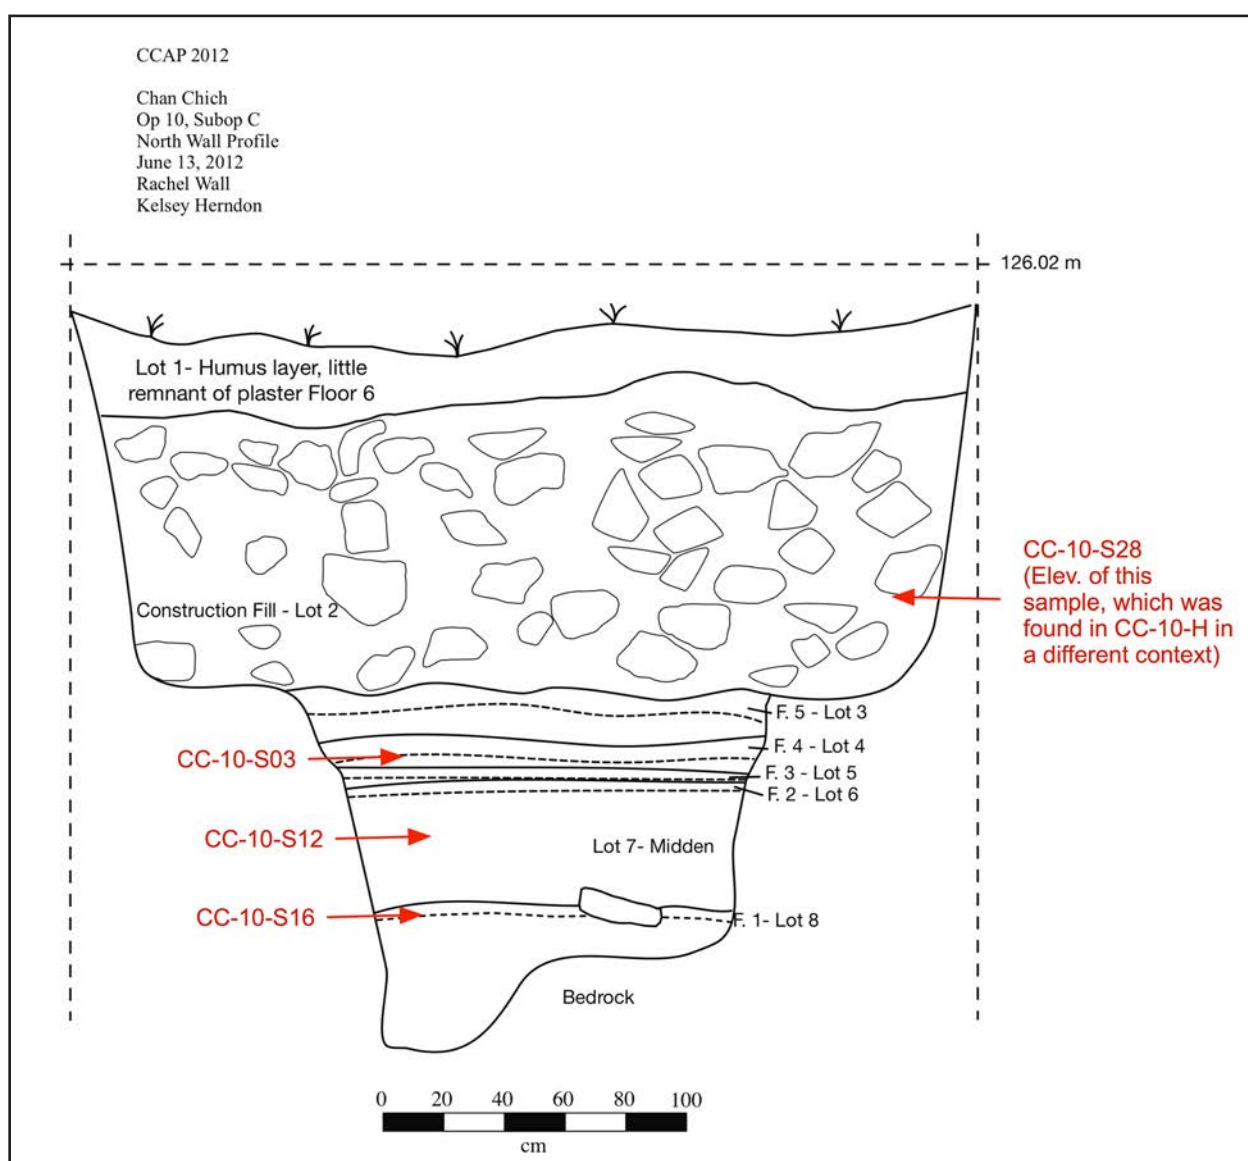 CCAP 2012
Chan Chich
Op 10, Subop C
North Wall Profile
June 13, 2012
Rachel Wall
Kelsey Herndon
126.02 m
Lot 1- Humus layer, little
remnant of plaster Floor 6
CC-10-S28
(Elev. of this
sample, which was
found in CC-10-H in
a different context)
Construction Fill - Lot 2
F. 5 - Lot 3
F. 4 - Lot 4
CC-10-S03
F. 3 - Lot 5
F. 2 - Lot 6
CC-10-S12
Lot 7- Midden
CC-10-S16
F. 1- Lot 8
Bedrock
0 20 40 60 80 100
cm